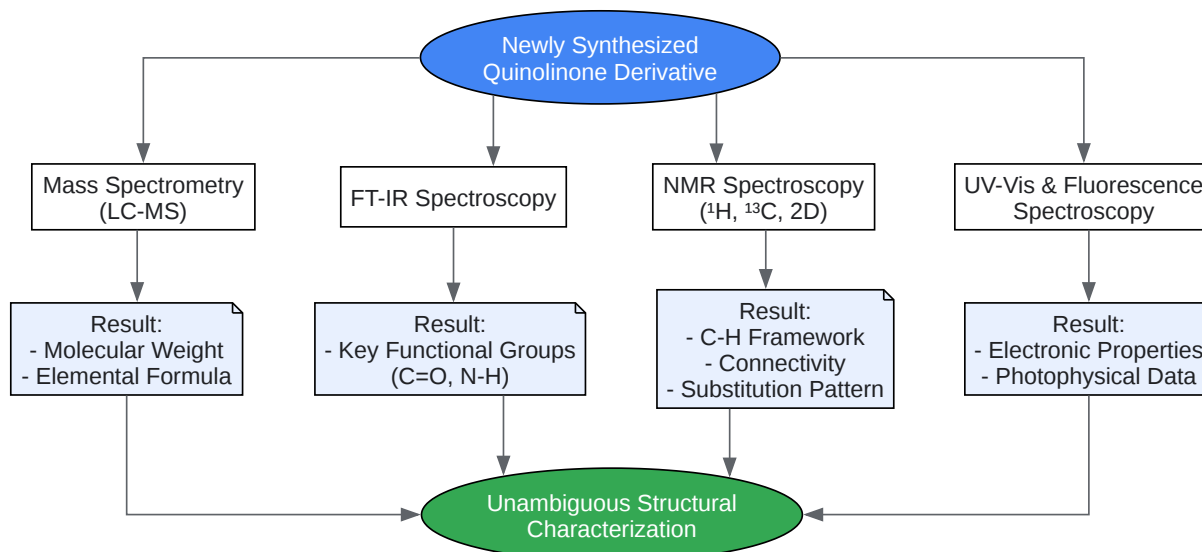 Newly Synthesized
Quinolinone Derivative
Mass Spectrometry
(LC-MS)
FT-IR Spectroscopy
NMR Spectroscopy
(¹H, ¹³C, 2D)
UV-Vis & Fluorescence
Spectroscopy
Result:
- Molecular Weight
- Elemental Formula
Result:
- Key Functional Groups
(C=O, N-H)
Result:
- C-H Framework
- Connectivity
- Substitution Pattern
Result:
- Electronic Properties
- Photophysical Data
Unambiguous Structural
Characterization